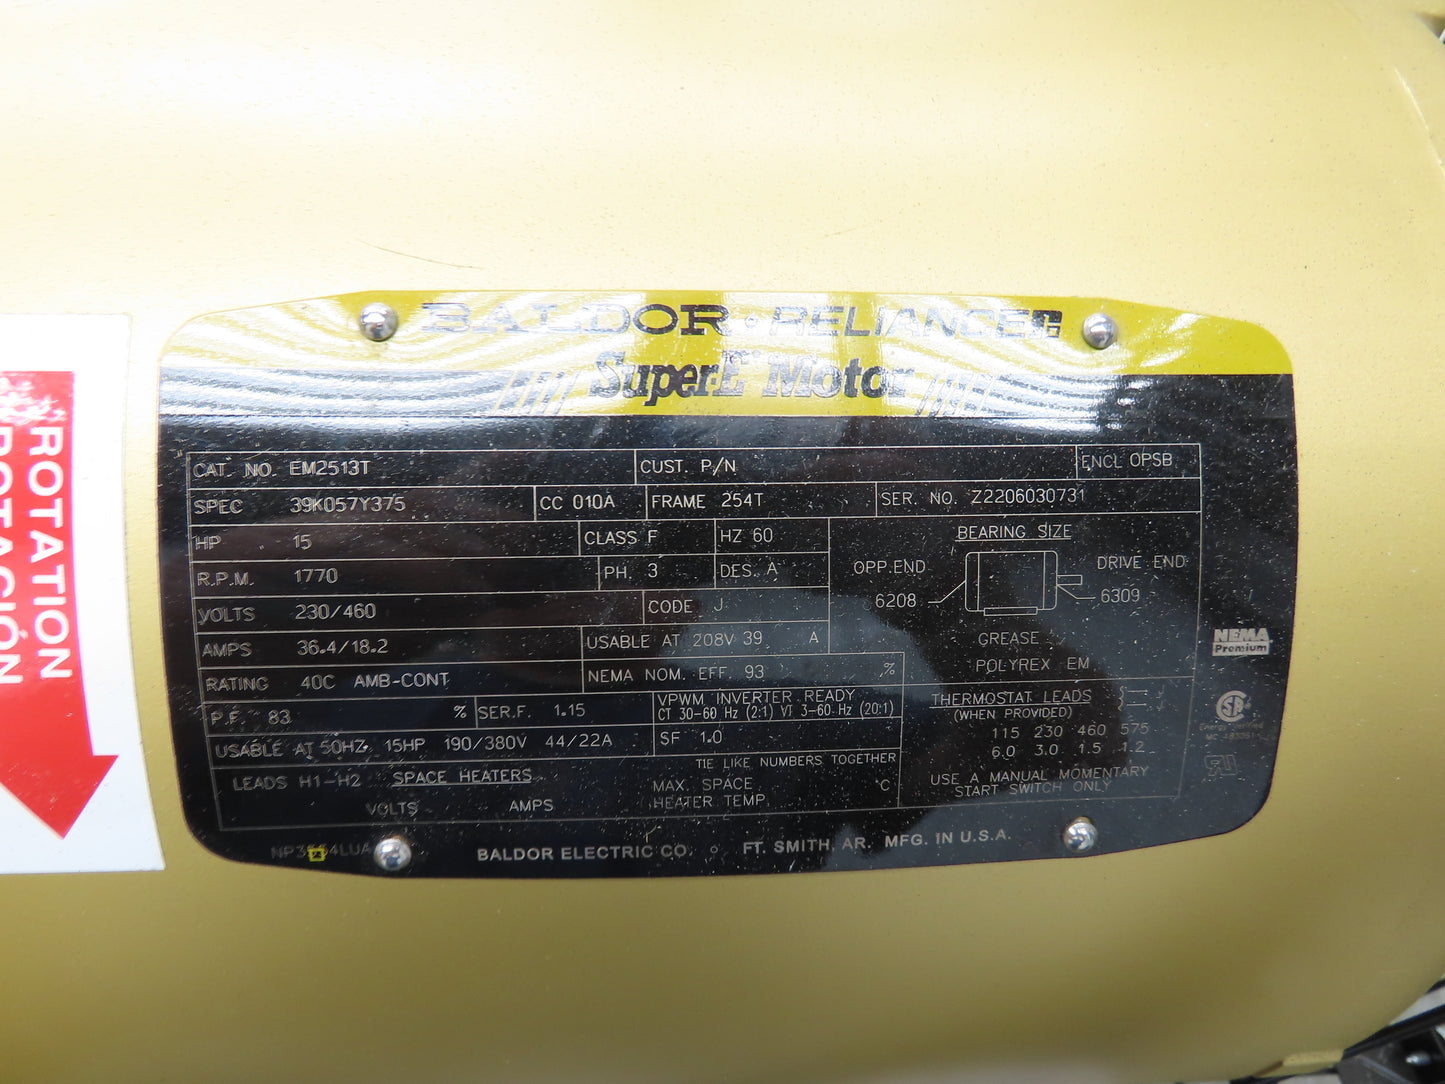 BALDOR · RELIANCE
Super-E Motor
CAT. NO. EM2513T CUST. P/N ENCL OPSB
SPEC 39K057Y375 CC 010A FRAME 254T SER. NO. Z2206030731
HP 15 CLASS F HZ 60
R.P.M. 1770 PH. 3 DES. A
VOLTS 230/460 CODE J
AMPS 36.4/18.2 USABLE AT 208V 39 A
RATING 40C AMB-CONT NEMA NOM. EFF. 93 %
P.F. 83 % SER.F. 1.15 VPWM INVERTER READY
CT 30-60 Hz (2:1) VT 3-60 Hz (20:1)
USABLE AT 50HZ 15HP 190/380V 44/22A SF 1.0
TIE LIKE NUMBERS TOGETHER
LEADS H1-H2 SPACE HEATERS MAX. SPACE °C
VOLTS AMPS HEATER TEMP.
BEARING SIZE
OPP.END DRIVE END
6208 6309
GREASE
POLYREX EM
THERMOSTAT LEADS
(WHEN PROVIDED)
115 230 460 575
6.0 3.0 1.5 1.2
USE A MANUAL MOMENTARY
START SWITCH ONLY
BALDOR ELECTRIC CO. FT. SMITH, AR. MFG. IN U.S.A.
NEMA
Premium
ROTATION
ROTACIÓN